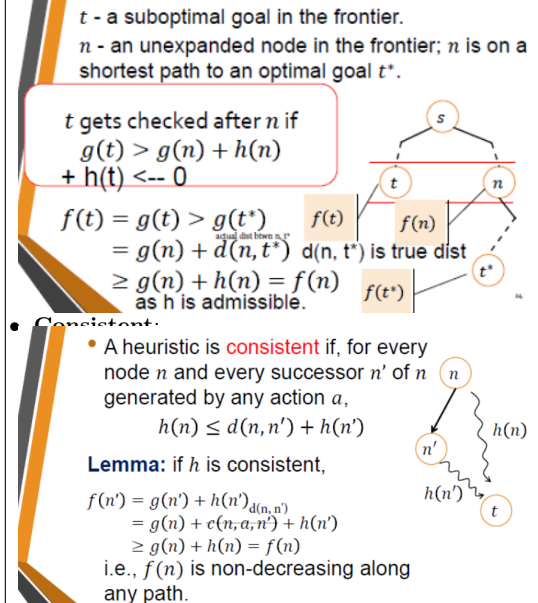 t - a suboptimal goal in the frontier.
n - an unexpanded node in the frontier; n is on a
shortest path to an optimal goal t*.
t gets checked after n if
g(t) > g(n) + h(n)
+ h(t) <-- 0
s
t
n
f(t) = g(t) > g(t*)
f(t)
f(n)
actual dist btwn n, t*
= g(n) + d(n, t*) d(n, t*) is true dist
≥ g(n) + h(n) = f(n)
as h is admissible.
f(t*)
t*
• Consistent:
• A heuristic is consistent if, for every
node n and every successor n' of n
generated by any action a,
h(n) ≤ d(n, n') + h(n')
n
h(n)
n'
h(n')
t
Lemma: if h is consistent,
f(n') = g(n') + h(n') d(n, n')
= g(n) + c(n, a, n') + h(n')
≥ g(n) + h(n) = f(n)
i.e., f(n) is non-decreasing along
any path.